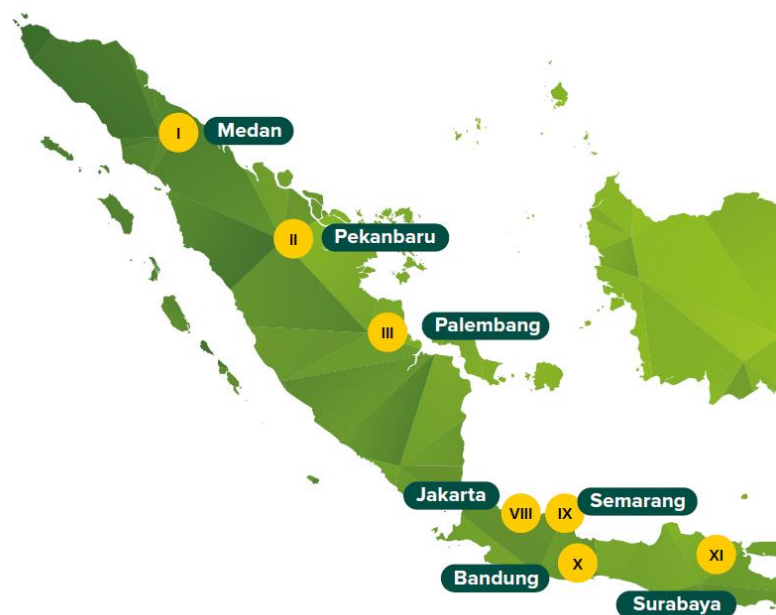 I Medan
II Pekanbaru
III Palembang
Jakarta VIII IX Semarang
Bandung X XI
Surabaya